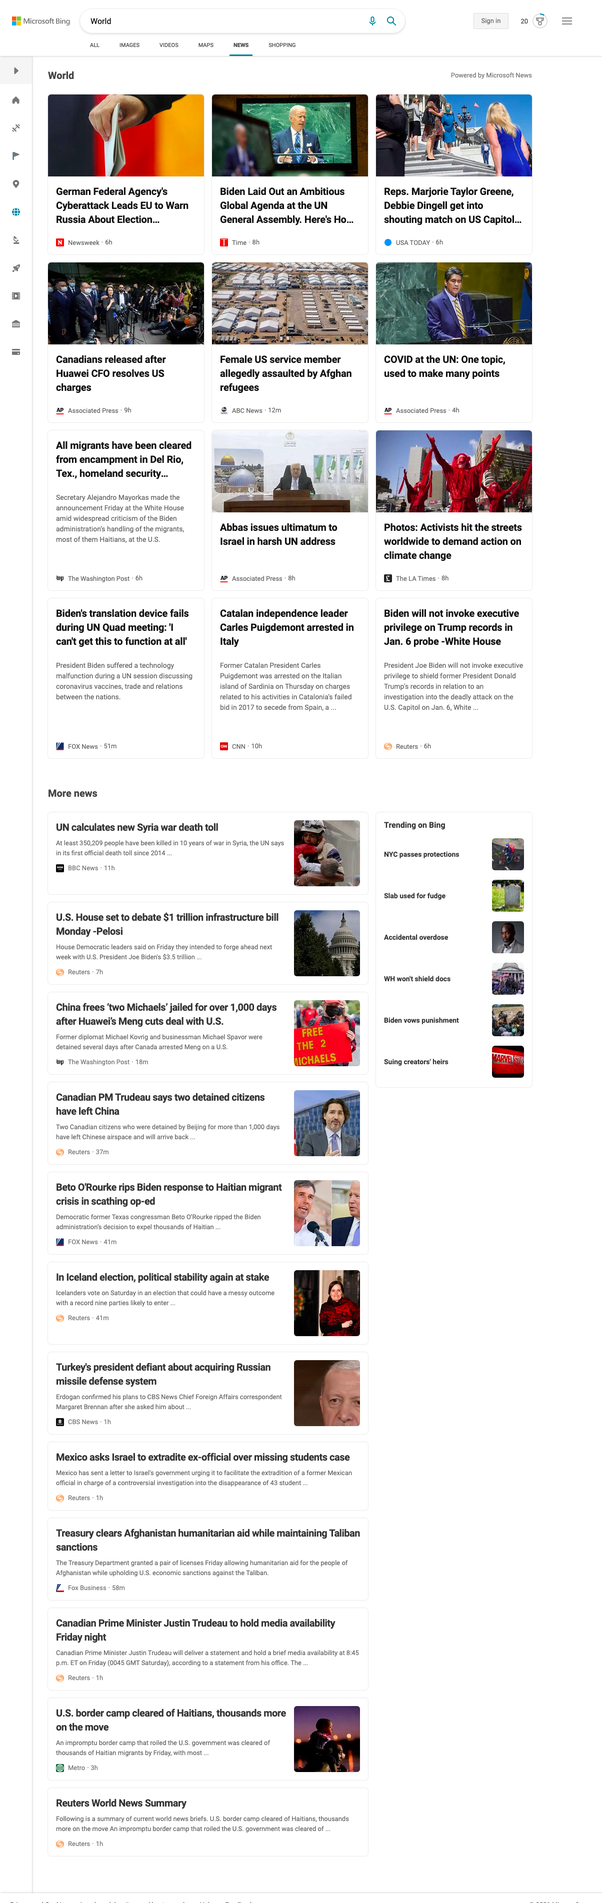 Microsoft Bing
World
Sign in
20
ALL
IMAGES
VIDEOS
MAPS
NEWS
SHOPPING
World
Powered by Microsoft News
German Federal Agency's
Cyberattack Leads EU to Warn
Russia About Election...
Newsweek · 6h
Biden Laid Out an Ambitious
Global Agenda at the UN
General Assembly. Here's Ho...
Time · 8h
Reps. Marjorie Taylor Greene,
Debbie Dingell get into
shouting match on US Capitol...
USA TODAY · 6h
Canadians released after
Huawei CFO resolves US
charges
AP Associated Press · 9h
Female US service member
allegedly assaulted by Afghan
refugees
ABC News · 12m
COVID at the UN: One topic,
used to make many points
AP Associated Press · 4h
All migrants have been cleared
from encampment in Del Rio,
Tex., homeland security...
Secretary Alejandro Mayorkas made the
announcement Friday at the White House
amid widespread criticism of the Biden
administration's handling of the migrants,
most of them Haitians, at the U.S.
wp The Washington Post · 6h
Abbas issues ultimatum to
Israel in harsh UN address
AP Associated Press · 8h
Photos: Activists hit the streets
worldwide to demand action on
climate change
The LA Times · 8h
Biden's translation device fails
during UN Quad meeting: 'I
can't get this to function at all'
President Biden suffered a technology
malfunction during a UN session discussing
coronavirus vaccines, trade and relations
between the nations.
FOX News · 51m
Catalan independence leader
Carles Puigdemont arrested in
Italy
Former Catalan President Carles
Puigdemont was arrested on the Italian
island of Sardinia on Thursday on charges
related to his activities in Catalonia's failed
bid in 2017 to secede from Spain, a ...
CNN · 10h
Biden will not invoke executive
privilege on Trump records in
Jan. 6 probe -White House
President Joe Biden will not invoke executive
privilege to shield former President Donald
Trump's records in relation to an
investigation into the deadly attack on the
U.S. Capitol on Jan. 6, White ...
Reuters · 6h
More news
UN calculates new Syria war death toll
At least 350,209 people have been killed in 10 years of war in Syria, the UN says
in its first official death toll since 2014 ...
BBC News · 11h
U.S. House set to debate $1 trillion infrastructure bill
Monday -Pelosi
House Democratic leaders said on Friday they intended to forge ahead next
week with U.S. President Joe Biden's $3.5 trillion ...
Reuters · 7h
China frees ‘two Michaels’ jailed for over 1,000 days
after Huawei’s Meng cuts deal with U.S.
Former diplomat Michael Kovrig and businessman Michael Spavor were
detained several days after Canada arrested Meng on a U.S.
wp The Washington Post · 18m
FREE
THE 2
MICHAELS
Canadian PM Trudeau says two detained citizens
have left China
Two Canadian citizens who were detained by Beijing for more than 1,000 days
have left Chinese airspace and will arrive back ...
Reuters · 37m
Beto O'Rourke rips Biden response to Haitian migrant
crisis in scathing op-ed
Democratic former Texas congressman Beto O'Rourke ripped the Biden
administration's decision to expel thousands of Haitian ...
FOX News · 41m
In Iceland election, political stability again at stake
Icelanders vote on Saturday in an election that could have a messy outcome
with a record nine parties likely to enter ...
Reuters · 41m
Turkey's president defiant about acquiring Russian
missile defense system
Erdogan confirmed his plans to CBS News Chief Foreign Affairs correspondent
Margaret Brennan after she asked him about ...
CBS News · 1h
Mexico asks Israel to extradite ex-official over missing students case
Mexico has sent a letter to Israel's government urging it to facilitate the extradition of a former Mexican
official in charge of a controversial investigation into the disappearance of 43 student ...
Reuters · 1h
Treasury clears Afghanistan humanitarian aid while maintaining Taliban
sanctions
The Treasury Department granted a pair of licenses Friday allowing humanitarian aid for the people of
Afghanistan while upholding U.S. economic sanctions against the Taliban.
Fox Business · 58m
Canadian Prime Minister Justin Trudeau to hold media availability
Friday night
Canadian Prime Minister Justin Trudeau will deliver a statement and hold a brief media availability at 8:45
p.m. ET on Friday (0045 GMT Saturday), according to a statement from his office. The ...
Reuters · 1h
U.S. border camp cleared of Haitians, thousands more
on the move
An impromptu border camp that roiled the U.S. government was cleared of
thousands of Haitian migrants by Friday, with most ...
Metro · 3h
Reuters World News Summary
Following is a summary of current world news briefs. U.S. border camp cleared of Haitians, thousands
more on the move An impromptu border camp that roiled the U.S. government was cleared of ...
Reuters · 1h
Trending on Bing
NYC passes protections
Slab used for fudge
Accidental overdose
WH won't shield docs
Biden vows punishment
Suing creators' heirs
MARVEL